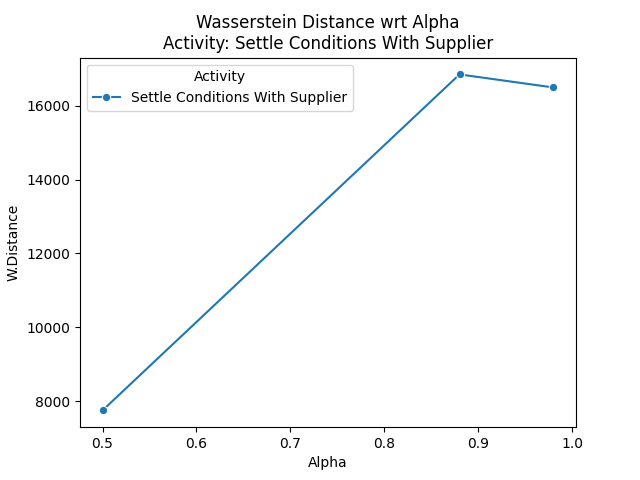 Wasserstein Distance wrt Alpha
Activity: Settle Conditions With Supplier
Activity
Settle Conditions With Supplier
W.Distance
16000
14000
12000
10000
8000
0.5 0.6 0.7 0.8 0.9 1.0
Alpha